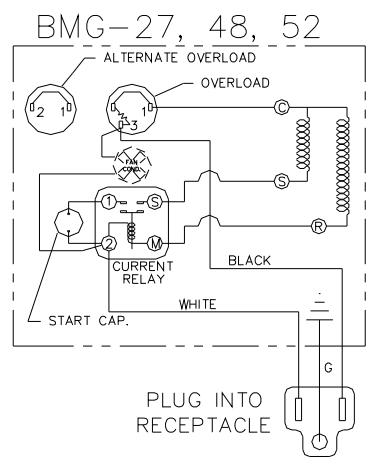 BMG-27, 48, 52
ALTERNATE OVERLOAD
OVERLOAD
2 1
1
3
C
FAN
COND.
S
1 S
R
2 M
CURRENT
RELAY
BLACK
WHITE
START CAP.
G
PLUG INTO
RECEPTACLE